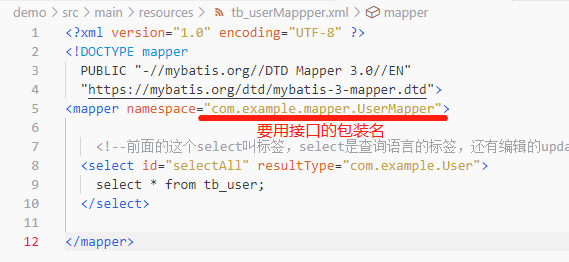 demo > src > main > resources > tb_userMappper.xml > mapper
1 <?xml version="1.0" encoding="UTF-8" ?>
2 <!DOCTYPE mapper
3 PUBLIC "-//mybatis.org//DTD Mapper 3.0//EN"
4 "https://mybatis.org/dtd/mybatis-3-mapper.dtd">
5 <mapper namespace="com.example.mapper.UserMapper">
6 要用接口的包装名
7 <!--前面的这个select叫标签，select是查询语言的标签，还有编辑的upda
8 <select id="selectAll" resultType="com.example.User">
9 select * from tb_user;
10 </select>
11
12 </mapper>